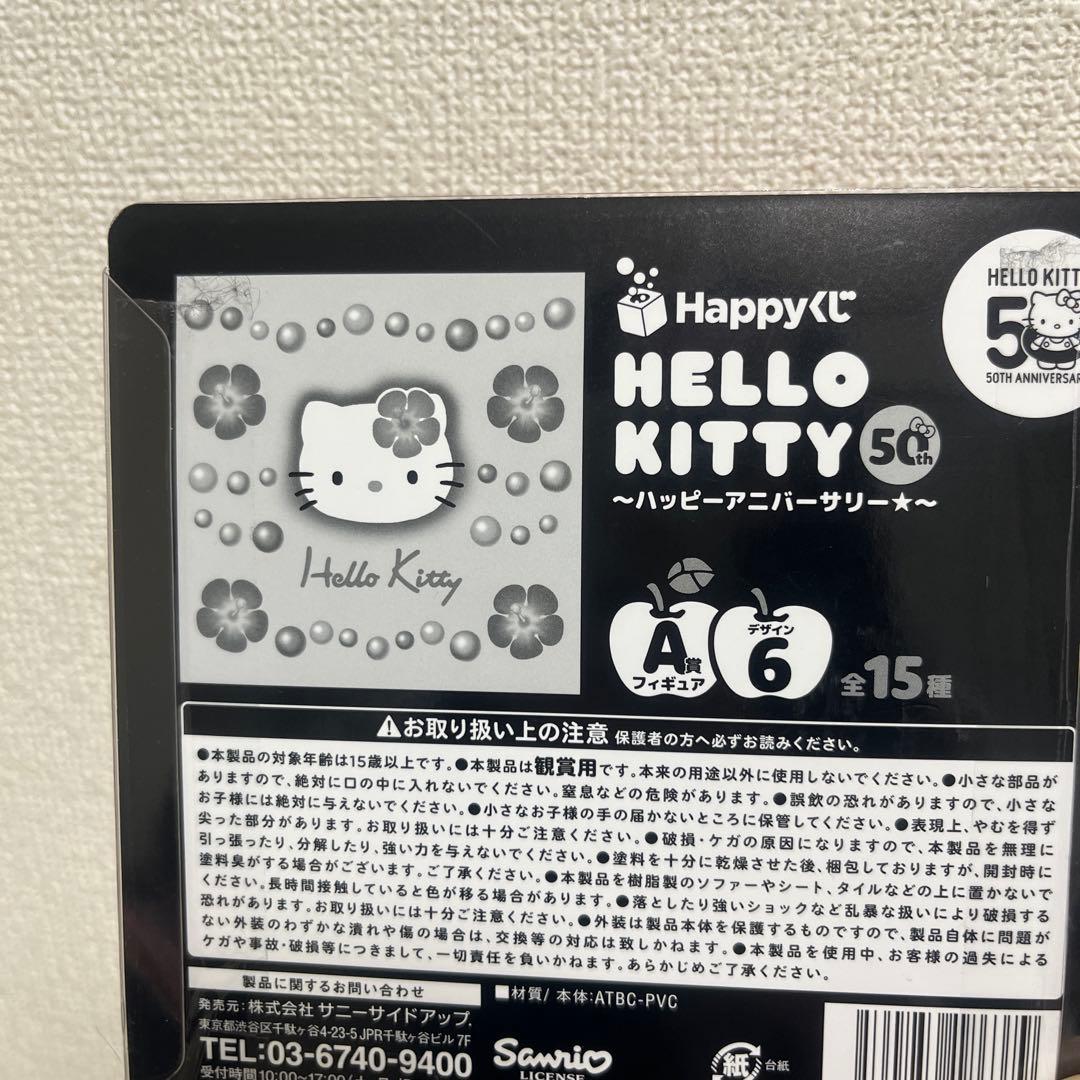 Happyくじ
HELLO
KITTY 50th
～ハッピーアニバーサリー★～
HELLO KITT
50
50TH ANNIVERSAR
Hello Kitty
A賞
フィギュア
デザイン
6
全15種
⚠お取り扱い上の注意 保護者の方へ必ずお読みください。
●本製品の対象年齢は15歳以上です。●本製品は観賞用です。本来の用途以外に使用しないでください。●小さな部品が
ありますので、絶対に口の中に入れないでください。窒息などの危険があります。●誤飲の恐れがありますので、小さな
お子様には絶対に与えないでください。●小さなお子様の手の届かないところに保管してください。●表現上、やむを得ず
尖った部分があります。お取り扱いには十分ご注意ください。●破損・ケガの原因になりますので、本製品を無理に
引っ張ったり、分解したり、強い力を与えないでください。●塗料を十分に乾燥させた後、梱包しておりますが、開封時に
塗料臭がする場合がございます。ご了承ください。●本製品を樹脂製のソファーやシート、タイルなどの上に置かないで
ください。長時間接触していると色が移る場合があります。●落としたり強いショックなど乱暴な扱いにより破損する
恐れがあります。お取り扱いには十分ご注意ください。●外装は製品本体を保護するものですので、製品自体に問題が
ない外装のわずかな潰れや傷の場合は、交換等の対応は致しかねます。●本製品を使用中、お客様の過失による
ケガや事故・破損等につきまして、一切責任を負いかねます。あらかじめご了承ください。
製品に関するお問い合わせ
発売元:株式会社 サニーサイドアップ.
東京都渋谷区千駄ヶ谷4-23-5 JPR千駄ヶ谷ビル 7F
TEL:03-6740-9400
受付時間10:00~17:00
■材質/ 本体:ATBC-PVC
Sanrio
LICENSE
紙
台紙